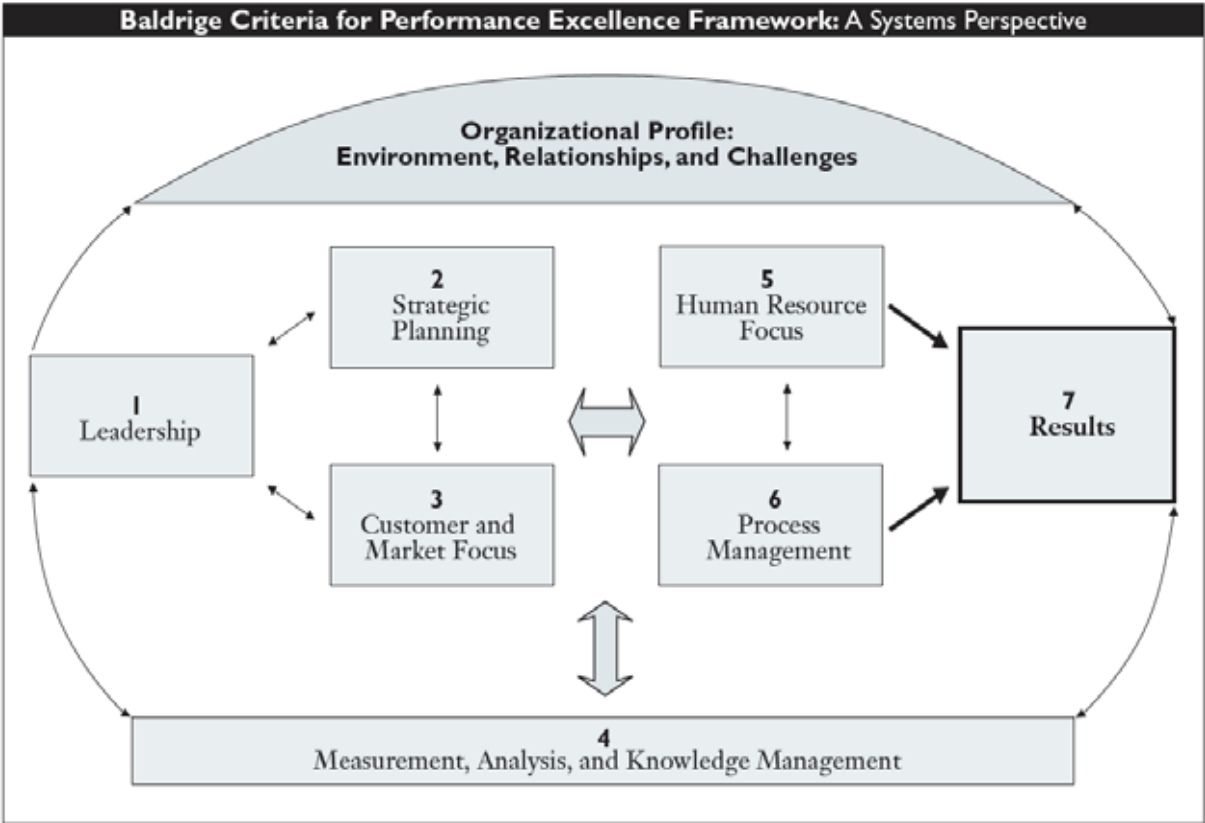 Baldrige Criteria for Performance Excellence Framework: A Systems Perspective
Organizational Profile:
Environment, Relationships, and Challenges
2
Strategic
Planning
5
Human Resource
Focus
1
Leadership
7
Results
3
Customer and
Market Focus
6
Process
Management
4
Measurement, Analysis, and Knowledge Management